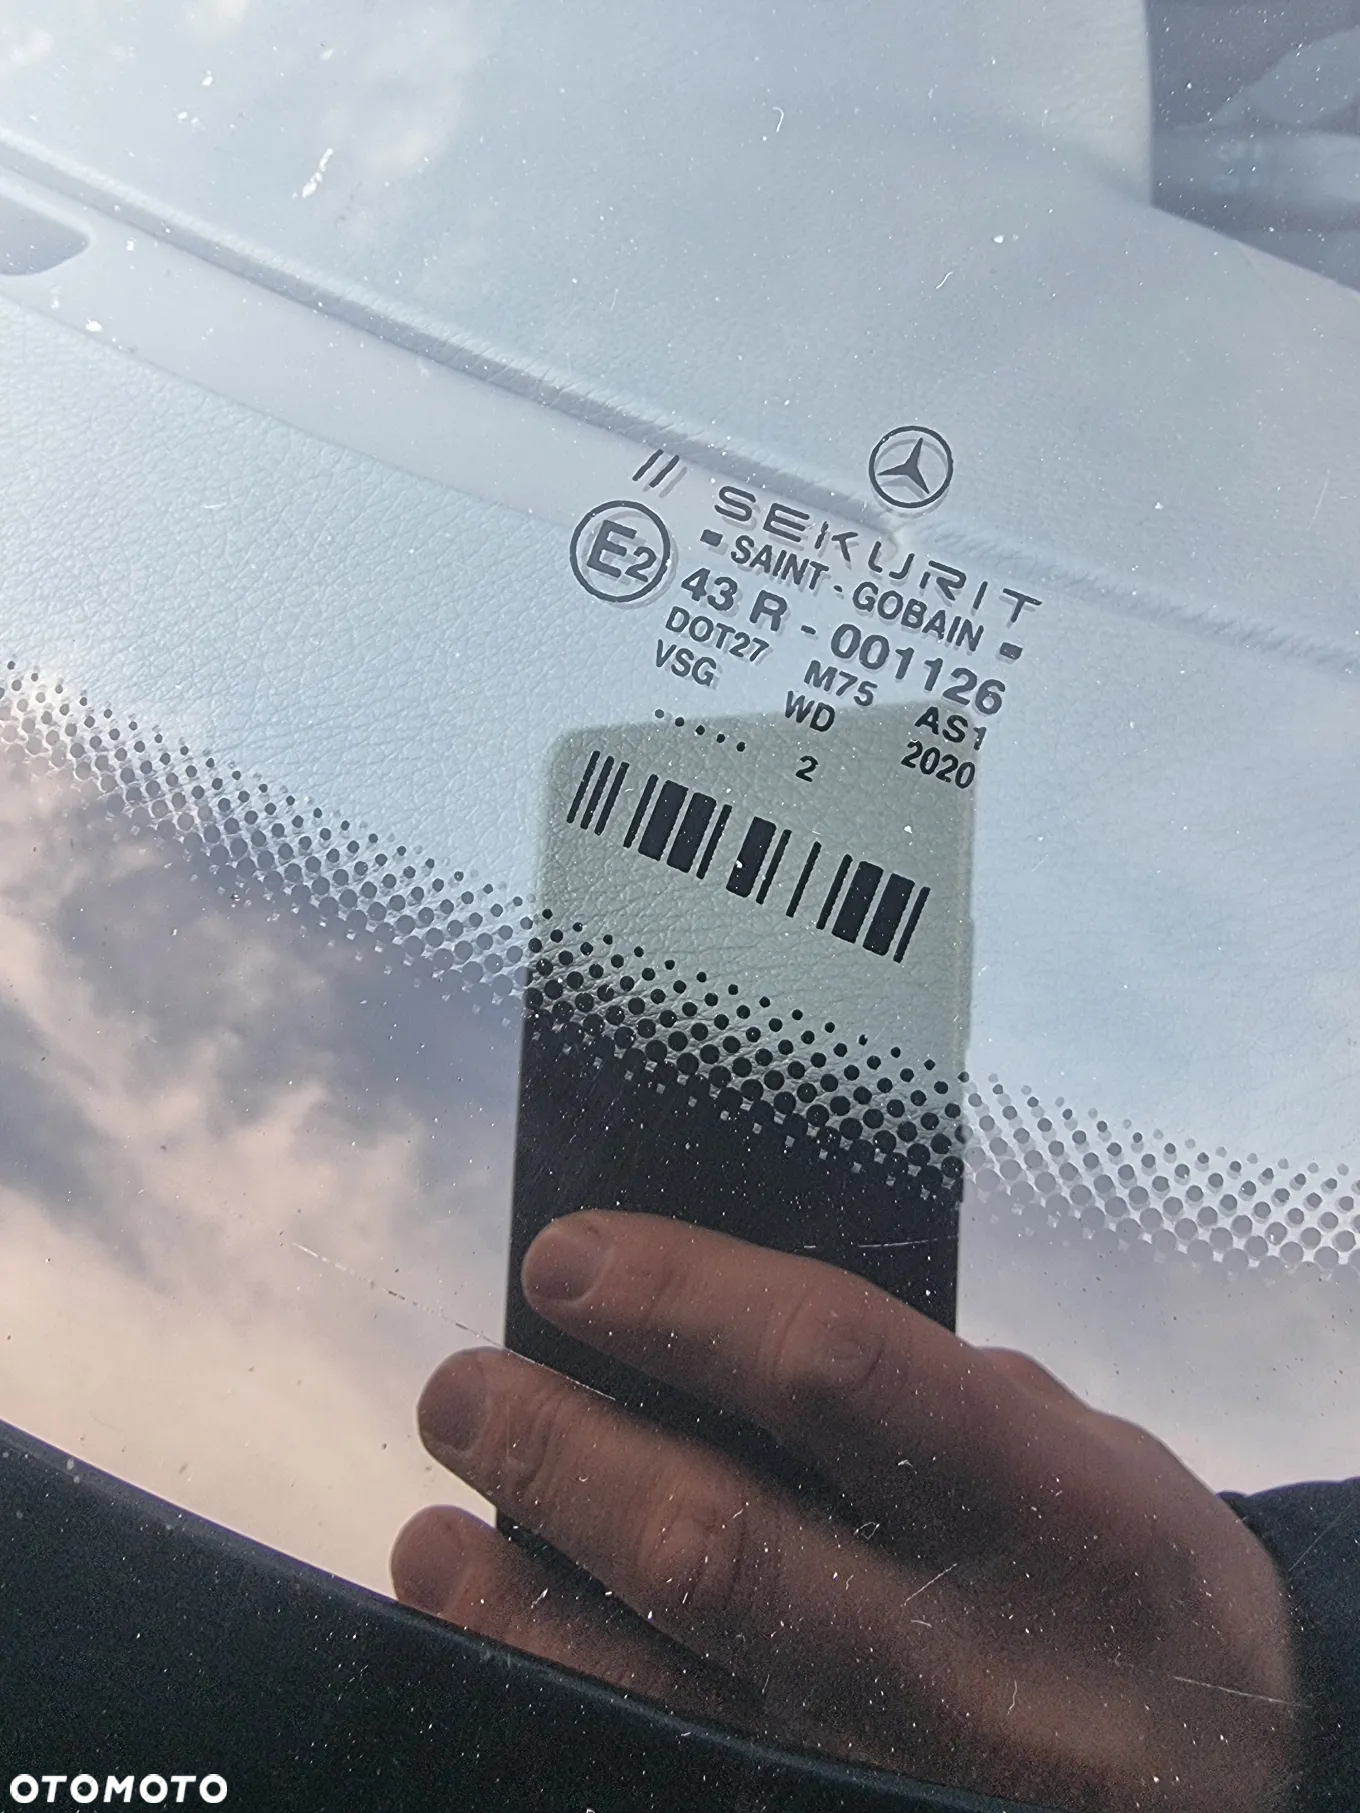 SEKURIT
SAINT - GOBAIN
E2 43 R - 001126
DOT27 M75 AS1
VSG WD 2020
.. ... 2
OTOMOTO